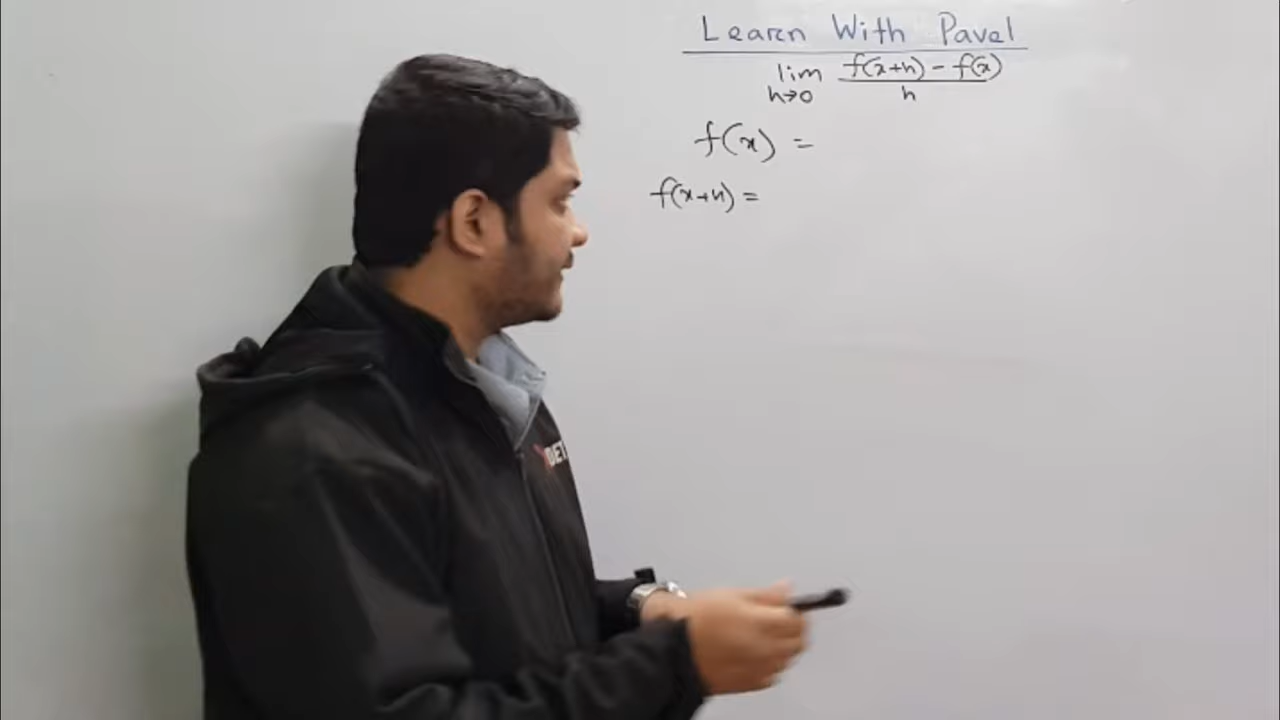 Learn With Pavel
lim h→0 f(x+h) - f(x) / h
f(x) =
f(x+h) =